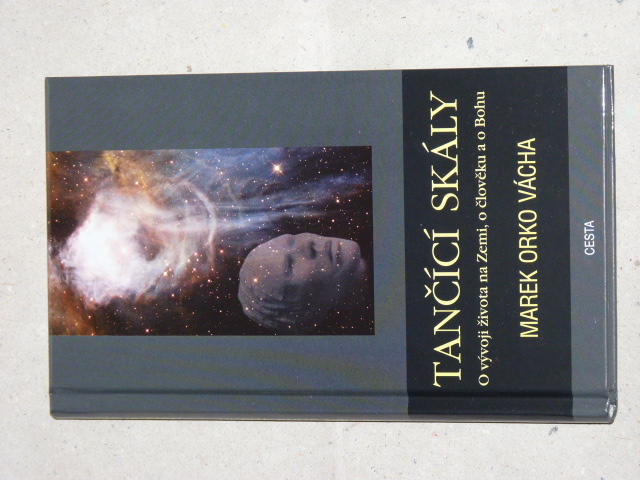 TANČÍCÍ SKÁLY
O vývoji života na Zemi, o člověku a o Bohu
MAREK ORKO VÁCHA
CESTA